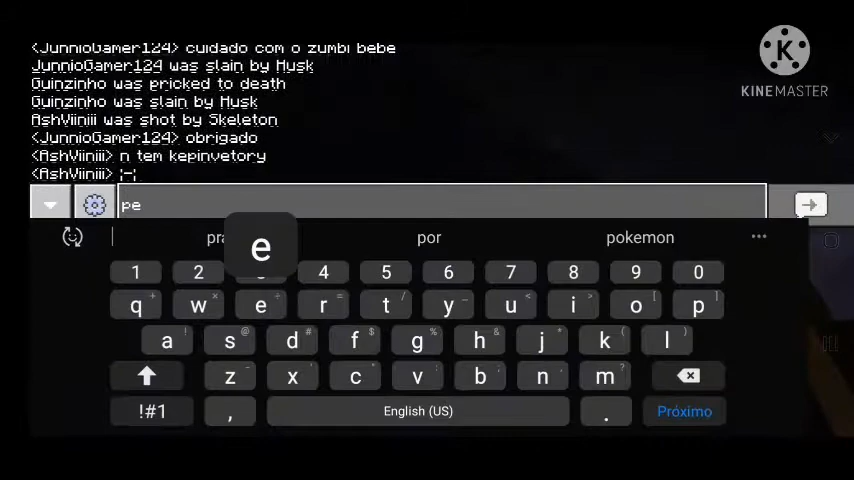 <JunnioGamer124> cuidado com o zumbi bebe
JunnioGamer124 was slain by Husk
Guinzinho was pricked to death
Guinzinho was slain by Husk
AshViiniii was shot by Skeleton
<JunnioGamer124> obrigado
<AshViiniii> n tem kepinvetory
<AshViiniii> ¦-¦
K
KINEMASTER
pe
por pokemon •••
e
1 2 4 5 6 7 8 9 0
q + w × e ÷ r = t / y _ u < i > o [ p ]
a ! s @ d # f $ g % h & j * k ( l )
z - x ' c " v : b ; n , m ?
!#1 , English (US) . Próximo